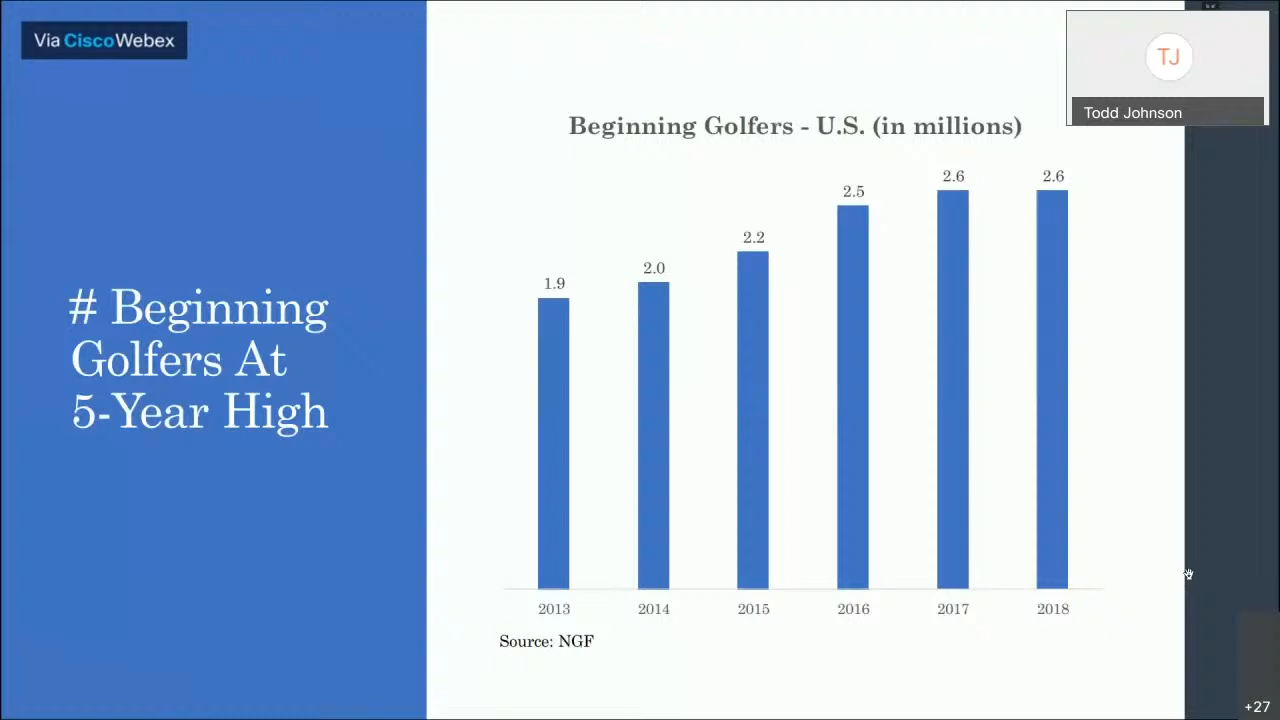 Via CiscoWebex
TJ
Todd Johnson
# Beginning
Golfers At
5-Year High
Beginning Golfers - U.S. (in millions)
1.9
2.0
2.2
2.5
2.6
2.6
2013
2014
2015
2016
2017
2018
Source: NGF
+27